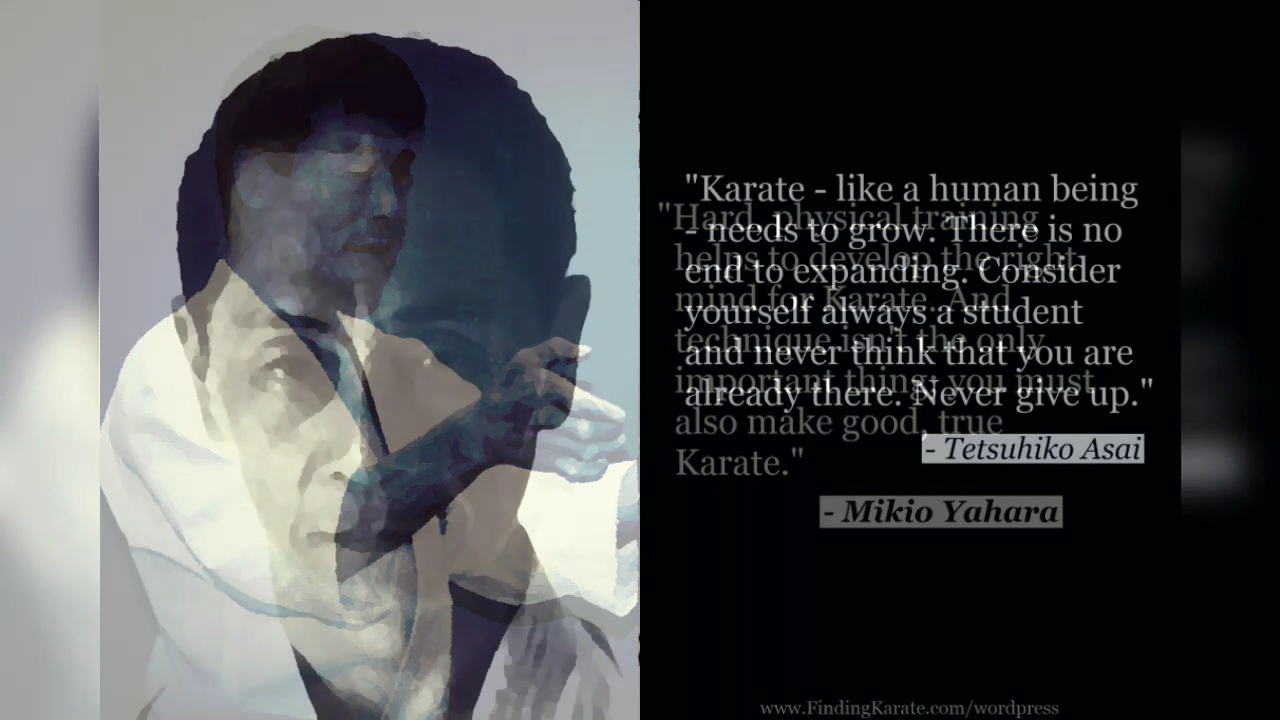 "Karate - like a human being
- needs to grow. There is no
end to expanding. Consider
yourself always a student
and never think that you are
already there. Never give up."
- Tetsuhiko Asai
"Hard, physical training
helps to develop the right
mind for Karate. And
technique isn't the only
important thing; you must
also make good, true
Karate."
- Mikio Yahara
www.FindingKarate.com/wordpress